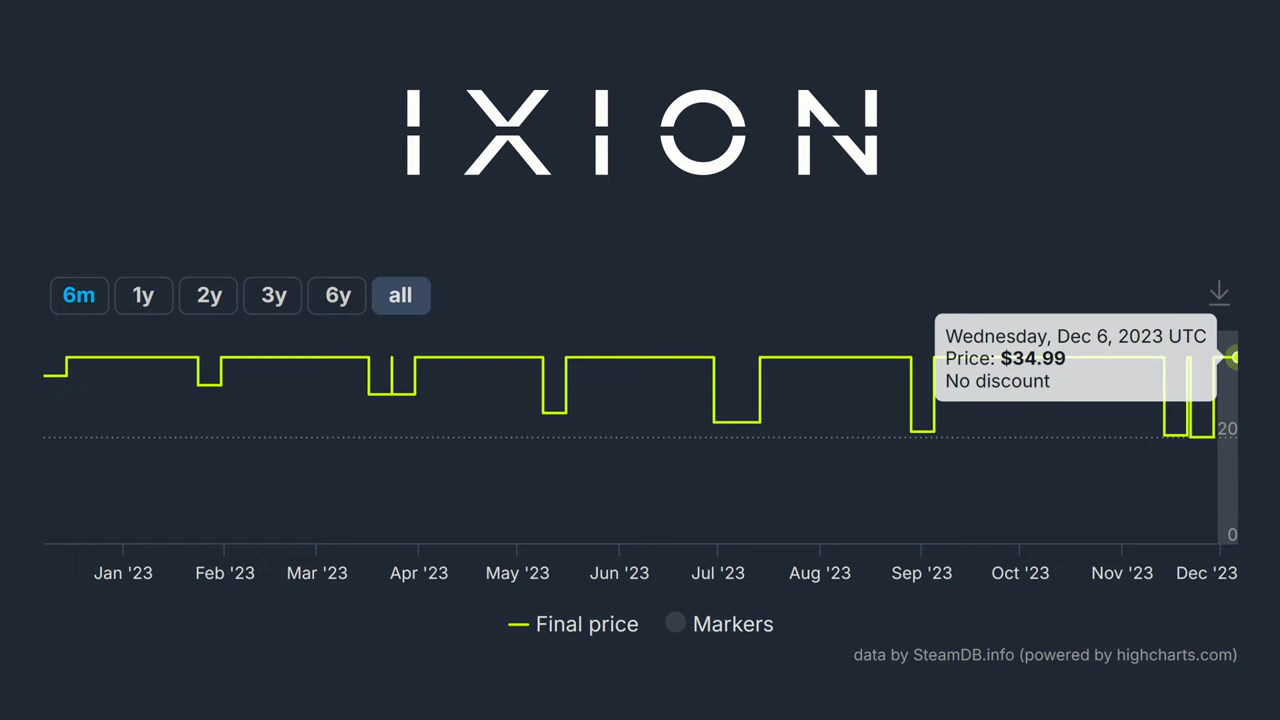 IXION
6m 1y 2y 3y 6y all
Wednesday, Dec 6, 2023 UTC
Price: $34.99
No discount
20
0
Jan '23 Feb '23 Mar '23 Apr '23 May '23 Jun '23 Jul '23 Aug '23 Sep '23 Oct '23 Nov '23 Dec '23
Final price Markers
data by SteamDB.info (powered by highcharts.com)